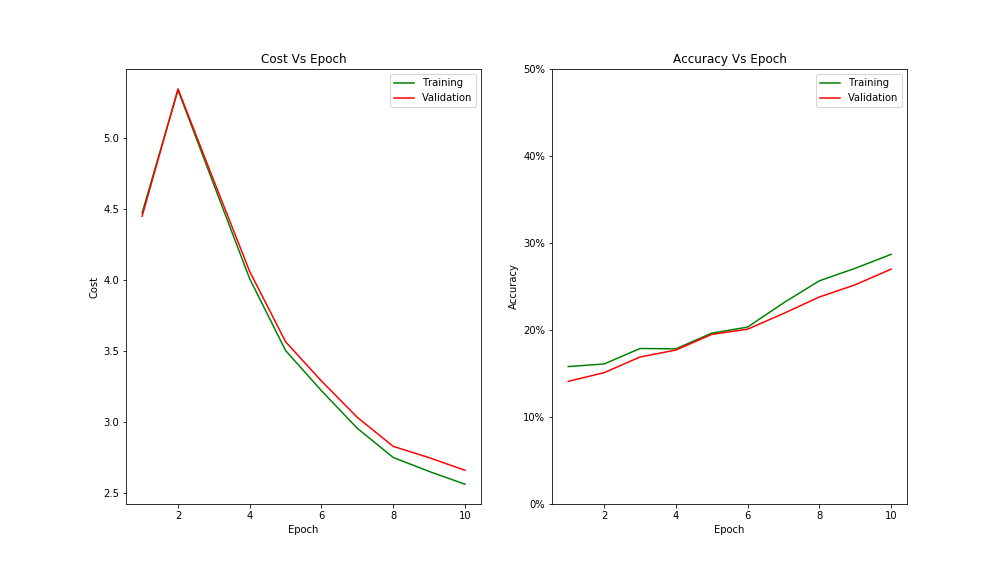 Cost Vs Epoch
Training
Validation
5.0
4.5
4.0
3.5
3.0
2.5
Cost
2 4 6 8 10
Epoch
Accuracy Vs Epoch
Training
Validation
50%
40%
30%
20%
10%
0%
Accuracy
2 4 6 8 10
Epoch